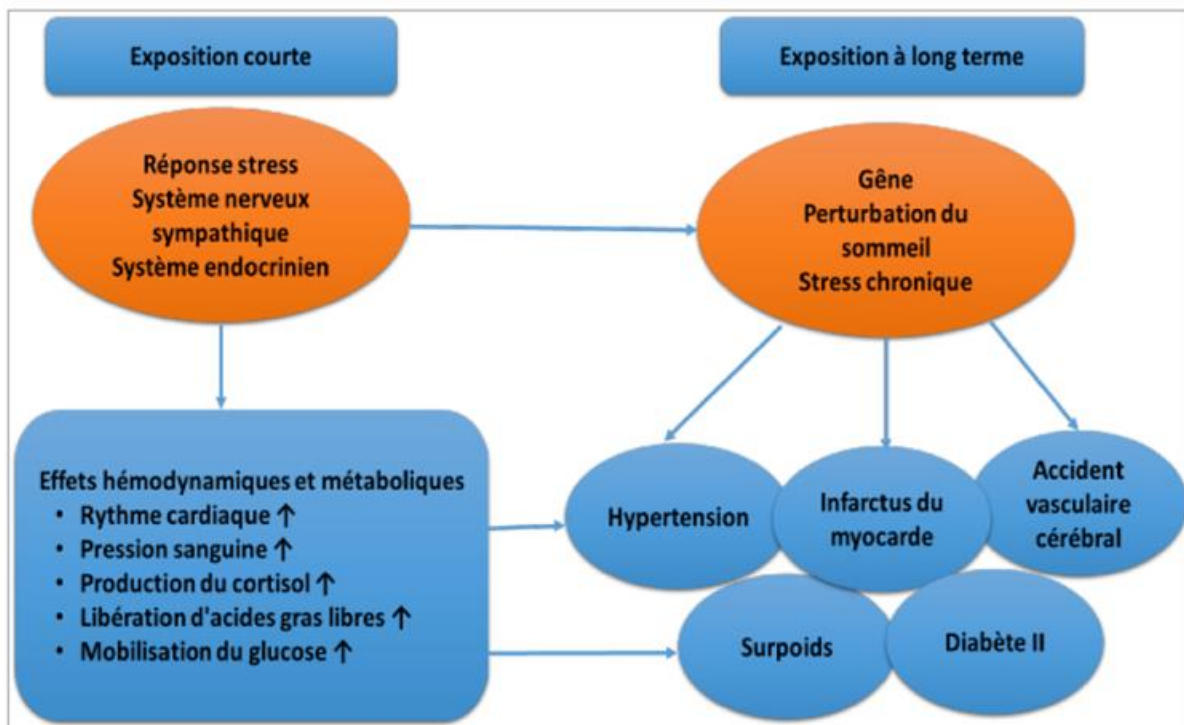 Exposition courte
Exposition à long terme
Réponse stress
Système nerveux
sympathique
Système endocrinien
Gêne
Perturbation du
sommeil
Stress chronique
Effets hémodynamiques et métaboliques
• Rythme cardiaque ↑
• Pression sanguine ↑
• Production du cortisol ↑
• Libération d'acides gras libres ↑
• Mobilisation du glucose ↑
Hypertension
Infarctus du
myocarde
Accident
vasculaire
cérébral
Surpoids
Diabète II